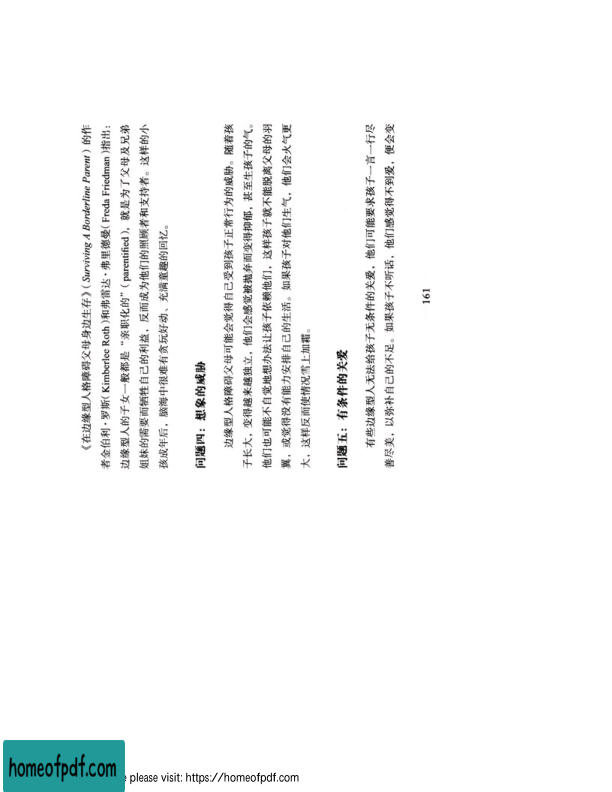 《在边缘型人格障碍父母身边生存》（Surviving A Borderline Parent）的作
者金伯利·罗斯（Kimberlee Roth）和弗雷达·弗里德曼（Freda Friedman）指出：
边缘型人的子女一般都是“亲职化的”（parentified），就是为了父母及兄弟
姐妹的需要而牺牲自己的利益，反而成为他们的照顾者和支持者。这样的小
孩成年后，脑海中很难有贪玩好动、充满童趣的回忆。
问题四：想象的威胁
边缘型人格障碍父母可能会觉得自己受到孩子正常行为的威胁。随着孩
子长大，变得越来越独立，他们会感觉被抛弃而变得抑郁，甚至生孩子的气。
他们也可能不自觉地想办法让孩子依赖他们，这样孩子就不能脱离父母的羽
翼，或觉得没有能力安排自己的生活。如果孩子对他们生气，他们会火气更
大，这样反而使情况雪上加霜。
问题五：有条件的关爱
有些边缘型人无法给孩子无条件的关爱，他们可能要求孩子一言一行尽
善尽美，以弥补自己的不足。如果孩子不听话，他们感觉得不到爱，便会变
161
homeofpdf.com
e please visit: https://homeofpdf.com